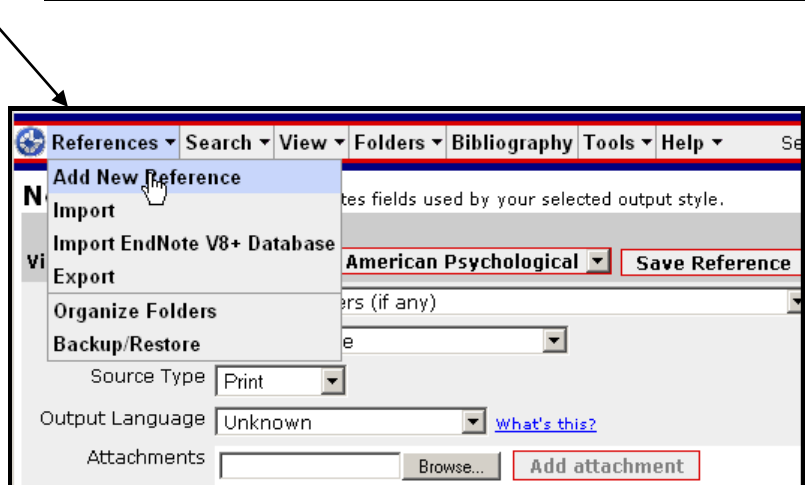 References Search View Folders Bibliography Tools Help Se
Add New Reference
N tes fields used by your selected output style.
Import
Import EndNote V8+ Database
Vi American Psychological Save Reference
Export
Organize Folders ers (if any)
Backup/Restore e
Source Type Print
Output Language Unknown What's this?
Attachments Browse... Add attachment